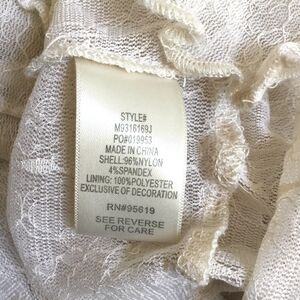 STYLE#
M9316169J
PO#019953
MADE IN CHINA
SHELL:96%NYLON
4%SPANDEX
LINING: 100%POLYESTER
EXCLUSIVE OF DECORATION
RN#95619
SEE REVERSE
FOR CARE